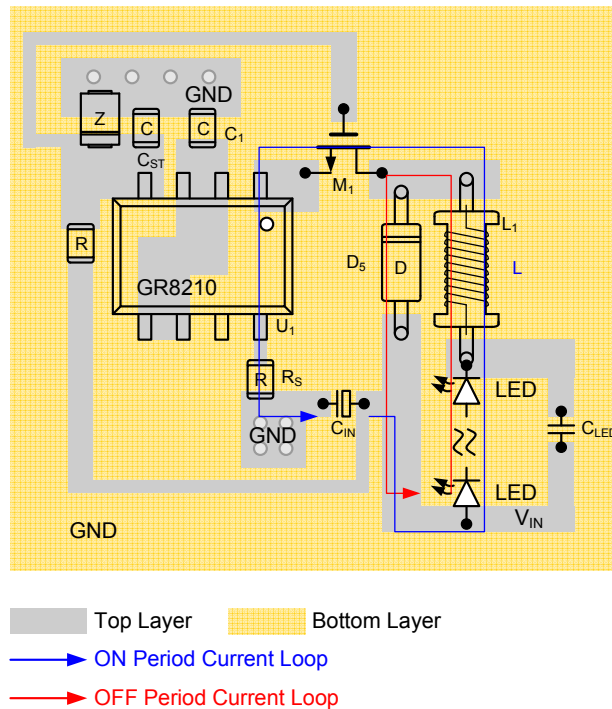 GND
Z
C
C
C1
CST
M1
R
L1
D5
D
L
GR8210
U1
R
RS
LED
GND
CIN
CLED
LED
VIN
GND
Top Layer
Bottom Layer
ON Period Current Loop
OFF Period Current Loop